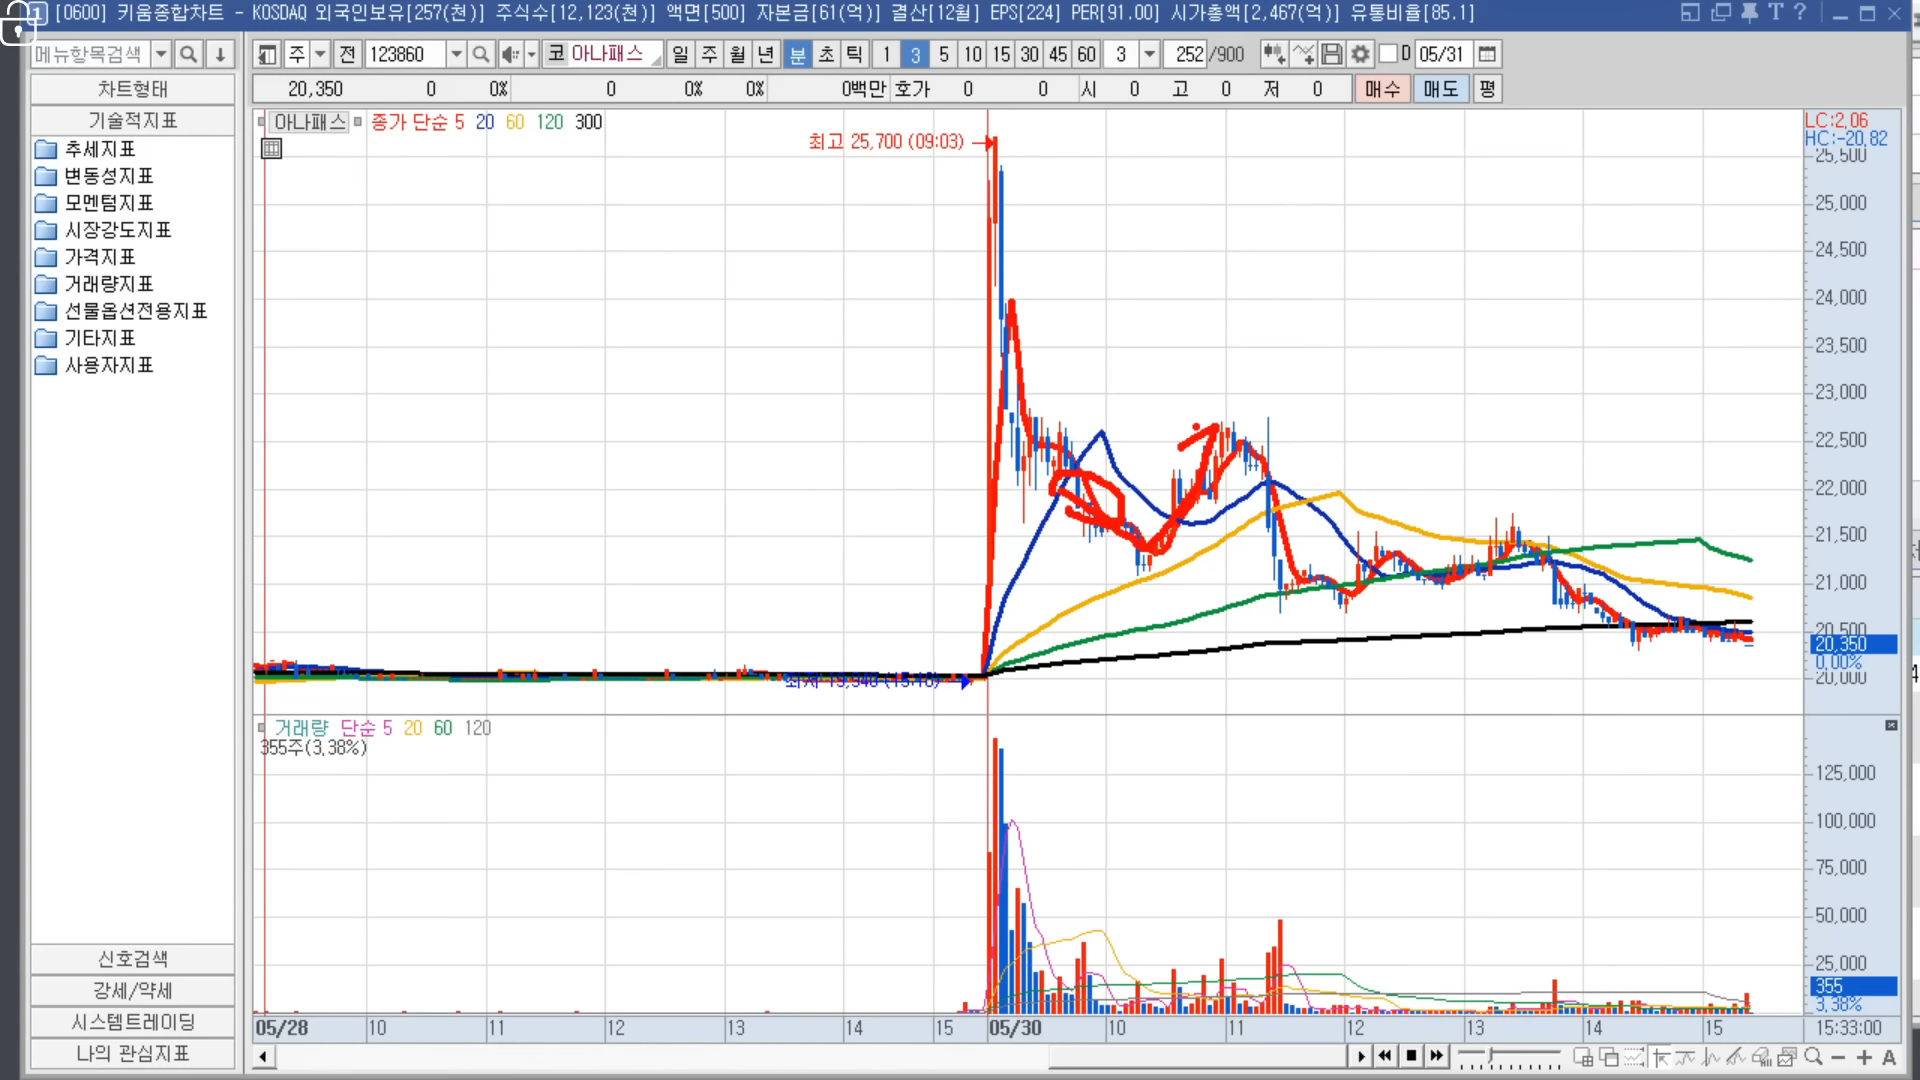 [0600] 키움종합차트 - KOSDAQ 외국인보유[257(천)] 주식수[12,123(천)] 액면[500] 자본금[61(억)] 결산[12월] EPS[224] PER[91.00] 시가총액[2,467(억)] 유통비율[85.1]
메뉴항목검색 주 전 123860 코 아나패스 일 주 월 년 분 초 틱 1 3 5 10 15 30 45 60 3 252 /900 D 05/31
차트형태 20,350 0 0% 0 0% 0% 0백만 호가 0 0 시 0 고 0 저 0 매수 매도 평
기술적지표
추세지표
변동성지표
모멘텀지표
시장강도지표
가격지표
거래량지표
선물옵션전용지표
기타지표
사용자지표
신호검색
강세/약세
시스템트레이딩
나의 관심지표
아나패스 종가 단순 5 20 60 120 300
최고 25,700 (09:03)
LC:2.06
HC:-20.82
25,500
25,000
24,500
24,000
23,500
23,000
22,500
22,000
21,500
21,000
20,500
20,350
0.00%
20,000
거래량 단순 5 20 60 120
355주(3.38%)
125,000
100,000
75,000
50,000
25,000
355
3.38%
05/28 10 11 12 13 14 15 05/30 10 11 12 13 14 15 15:33:00
A